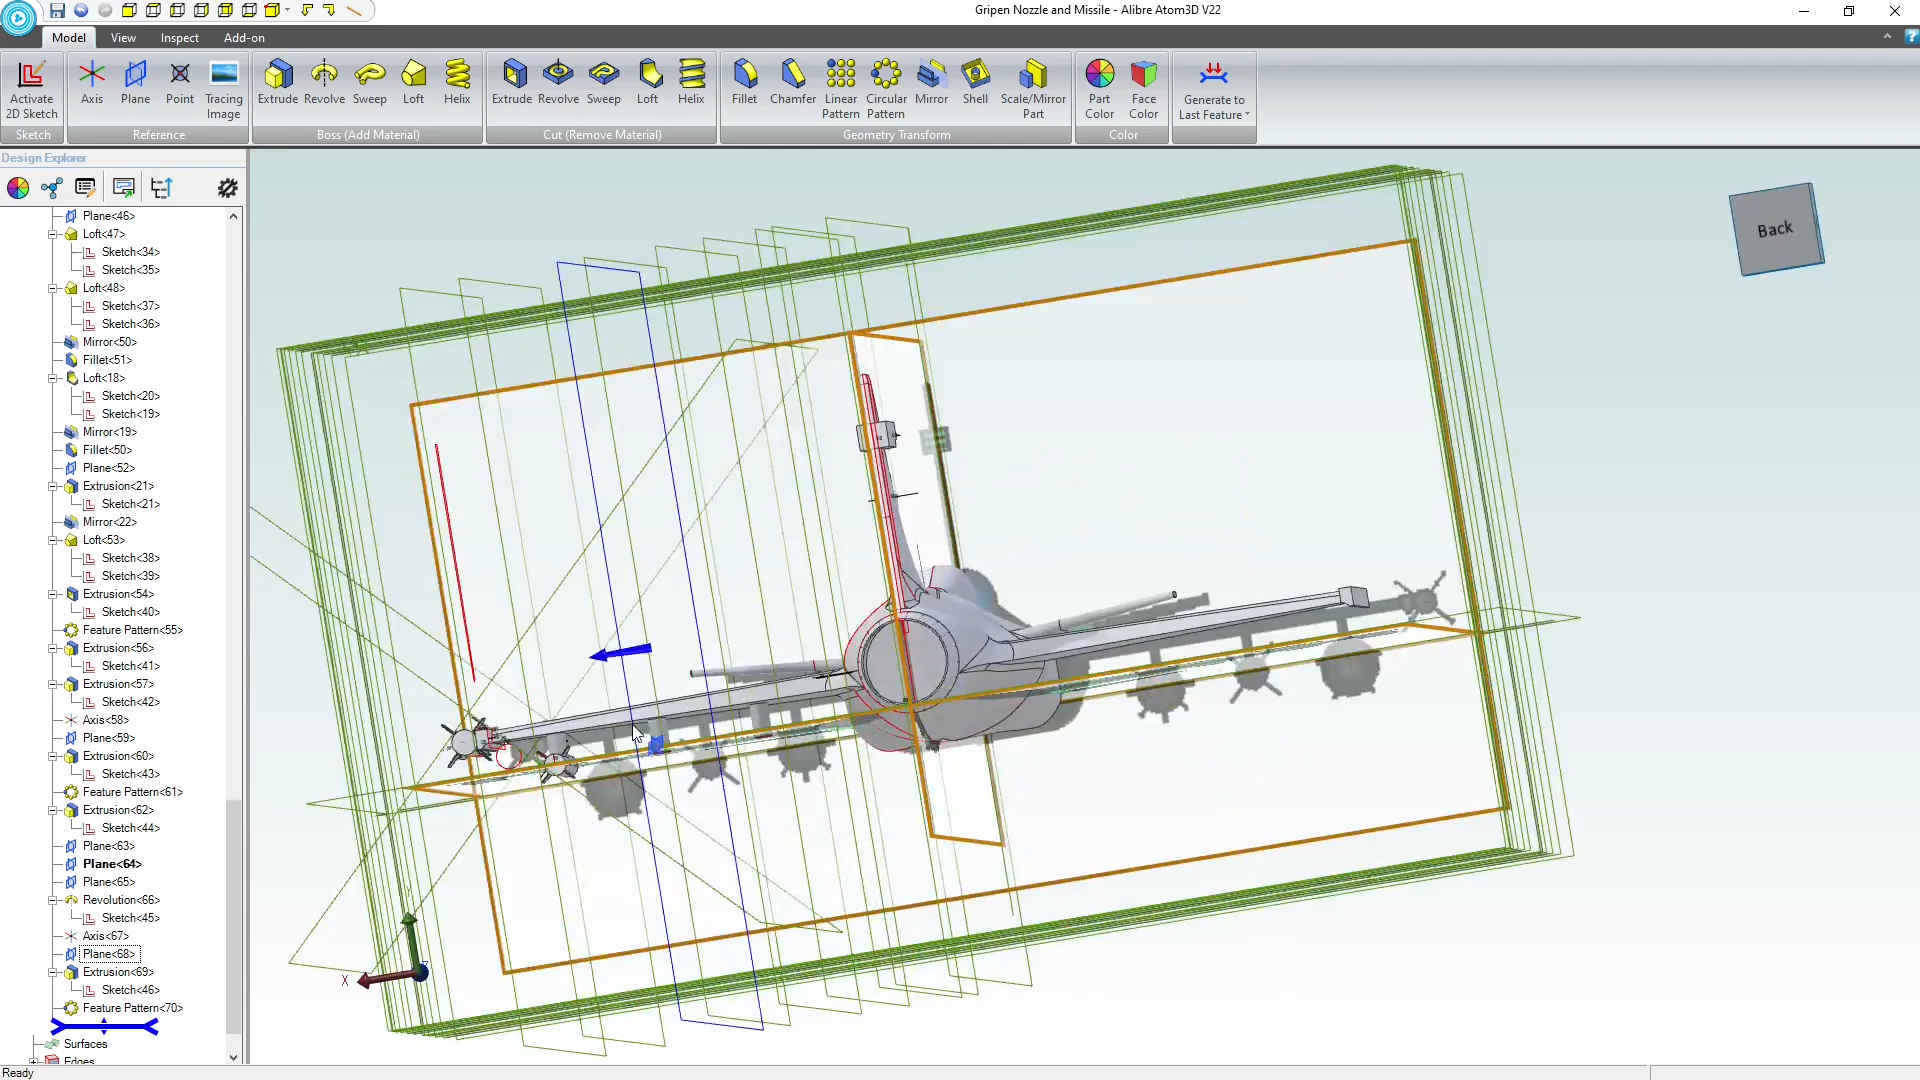 Gripen Nozzle and Missile - Alibre Atom3D V22
Model View Inspect Add-on
Activate 2D Sketch
Axis
Plane
Point
Tracing Image
Extrude
Revolve
Sweep
Loft
Helix
Extrude
Revolve
Sweep
Loft
Helix
Fillet
Chamfer
Linear Pattern
Circular Pattern
Mirror
Shell
Scale/Mirror Part
Part Color
Face Color
Generate to Last Feature
Sketch
Reference
Boss (Add Material)
Cut (Remove Material)
Geometry Transform
Color
Design Explorer
Plane<46>
Loft<47>
Sketch<34>
Sketch<35>
Loft<48>
Sketch<37>
Sketch<36>
Mirror<50>
Fillet<51>
Loft<18>
Sketch<20>
Sketch<19>
Mirror<19>
Fillet<50>
Plane<52>
Extrusion<21>
Sketch<21>
Mirror<22>
Loft<53>
Sketch<38>
Sketch<39>
Extrusion<54>
Sketch<40>
Feature Pattern<55>
Extrusion<56>
Sketch<41>
Extrusion<57>
Sketch<42>
Axis<58>
Plane<59>
Extrusion<60>
Sketch<43>
Feature Pattern<61>
Extrusion<62>
Sketch<44>
Plane<63>
Plane<64>
Plane<65>
Revolution<66>
Sketch<45>
Axis<67>
Plane<68>
Extrusion<69>
Sketch<46>
Feature Pattern<70>
Surfaces
Edges
Back
X
Ready